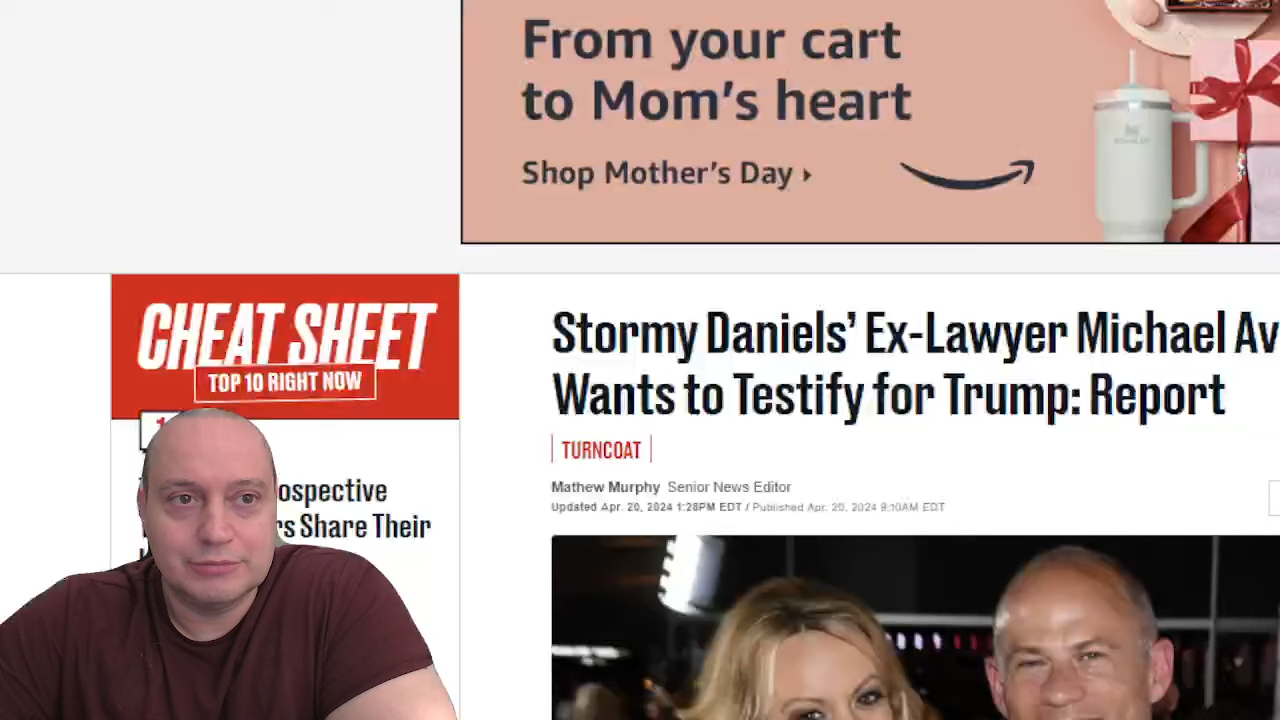 From your cart
to Mom's heart
Shop Mother's Day ›
CHEAT SHEET
TOP 10 RIGHT NOW
ospective
rs Share Their
Stormy Daniels' Ex-Lawyer Michael Av
Wants to Testify for Trump: Report
TURNCOAT
Mathew Murphy Senior News Editor
Updated Apr. 20, 2024 1:28PM EDT / Published Apr. 20, 2024 9:10AM EDT